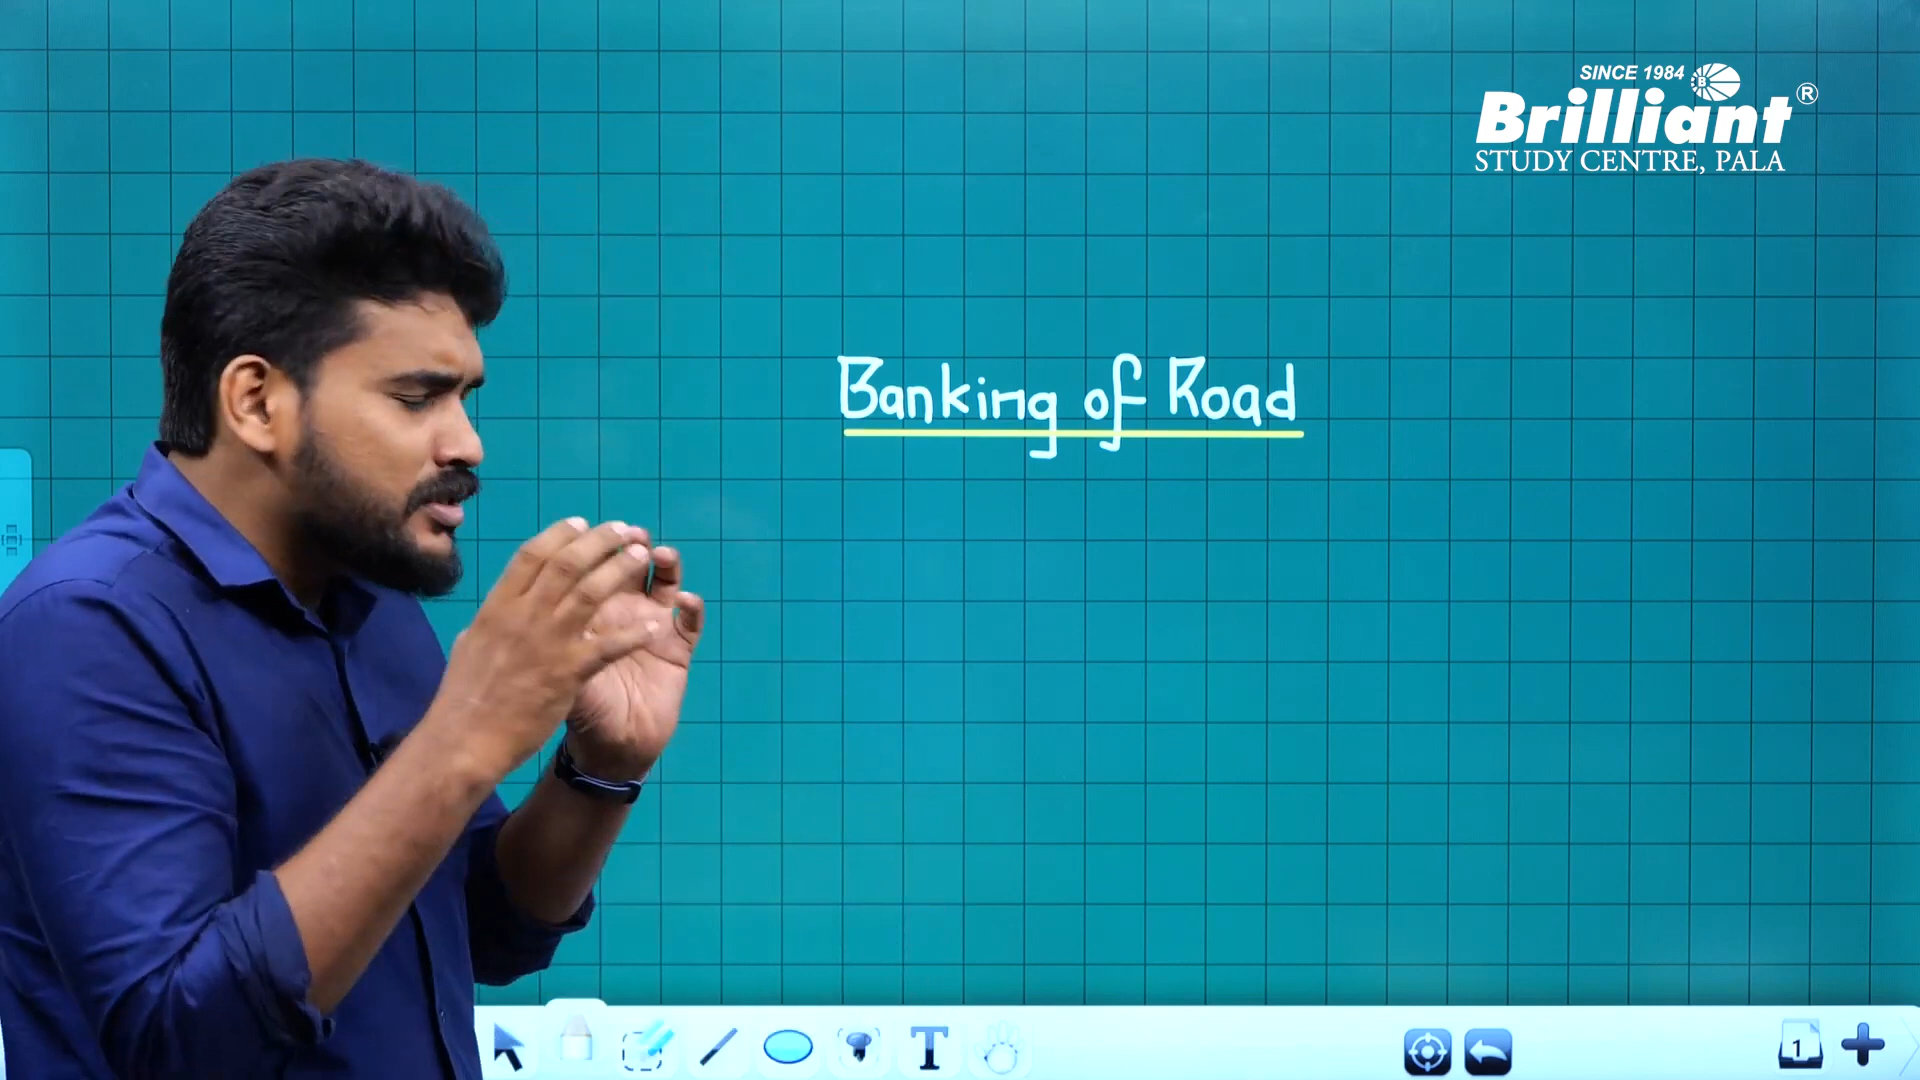 SINCE 1984
Brilliant®
STUDY CENTRE, PALA
Banking of Road
T
1